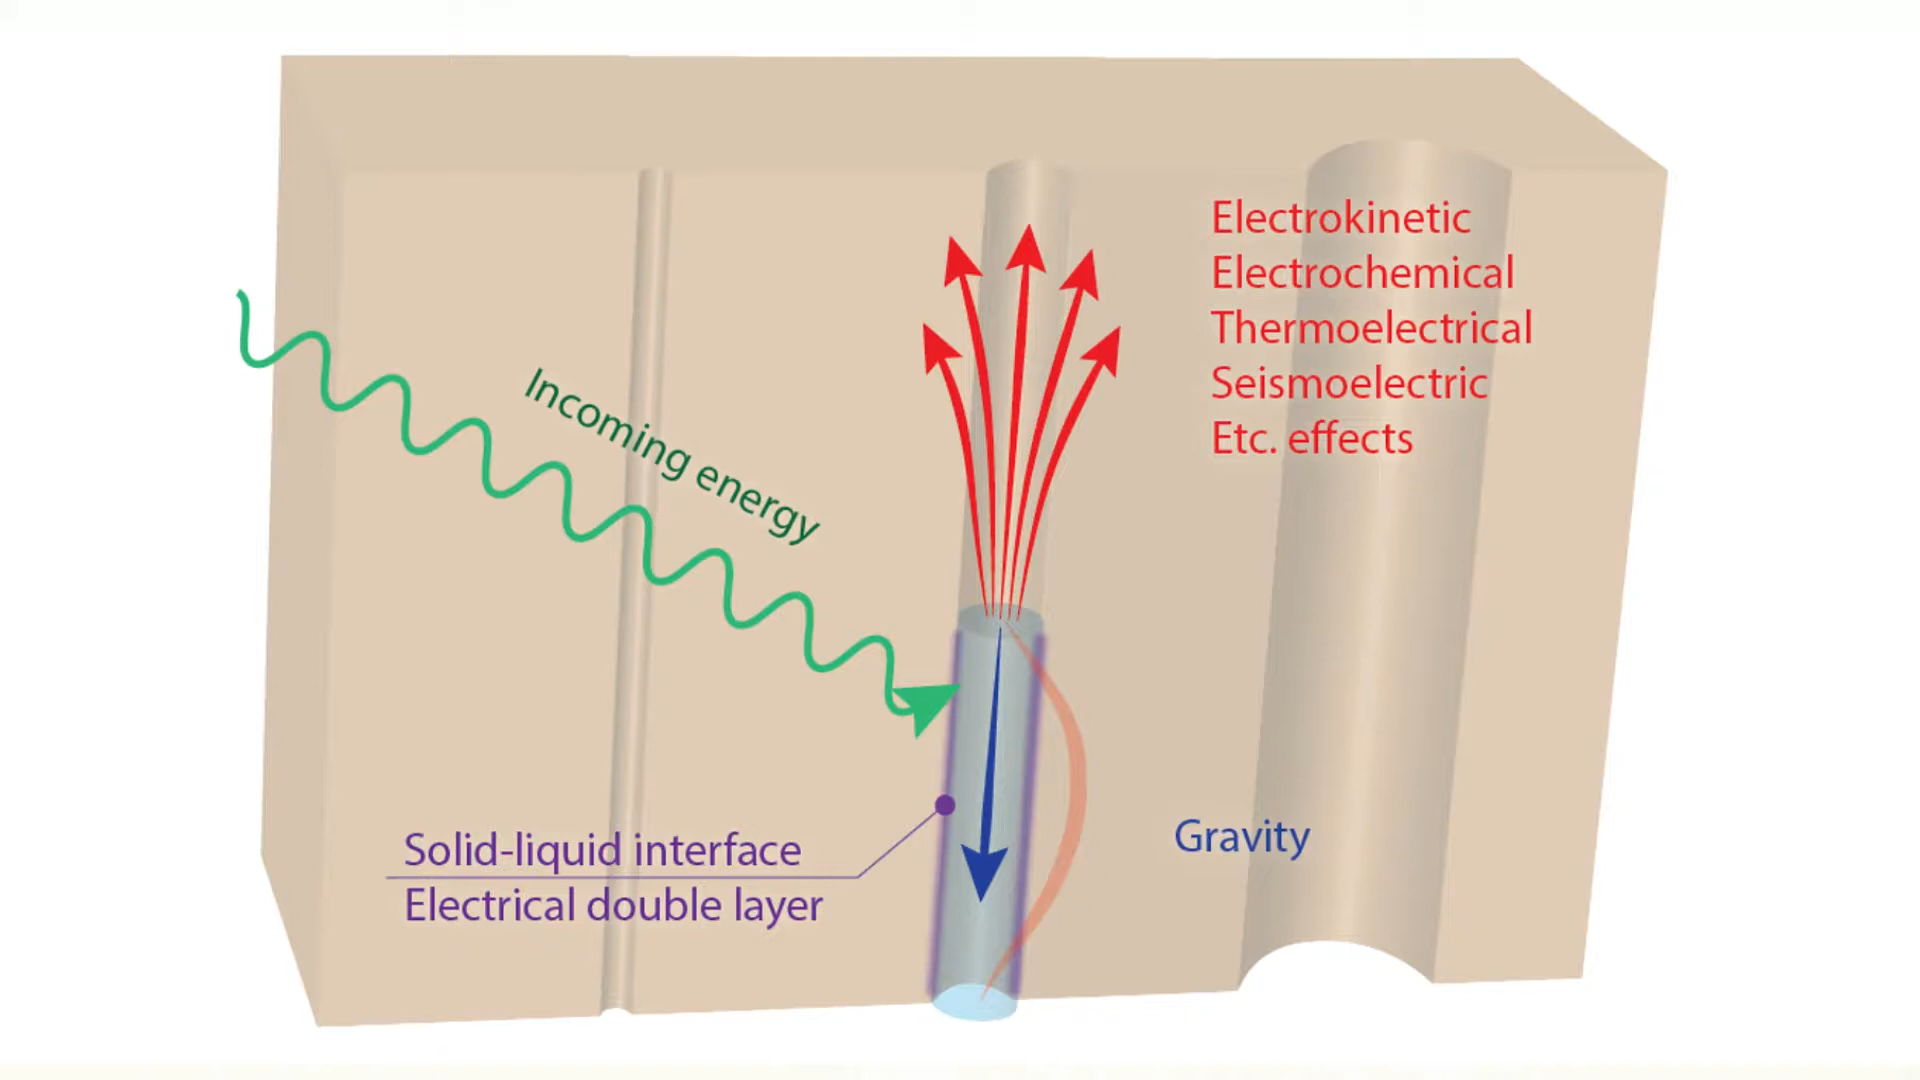 Electrokinetic
Electrochemical
Thermoelectrical
Seismoelectric
Etc. effects
Incoming energy
Gravity
Solid-liquid interface
Electrical double layer